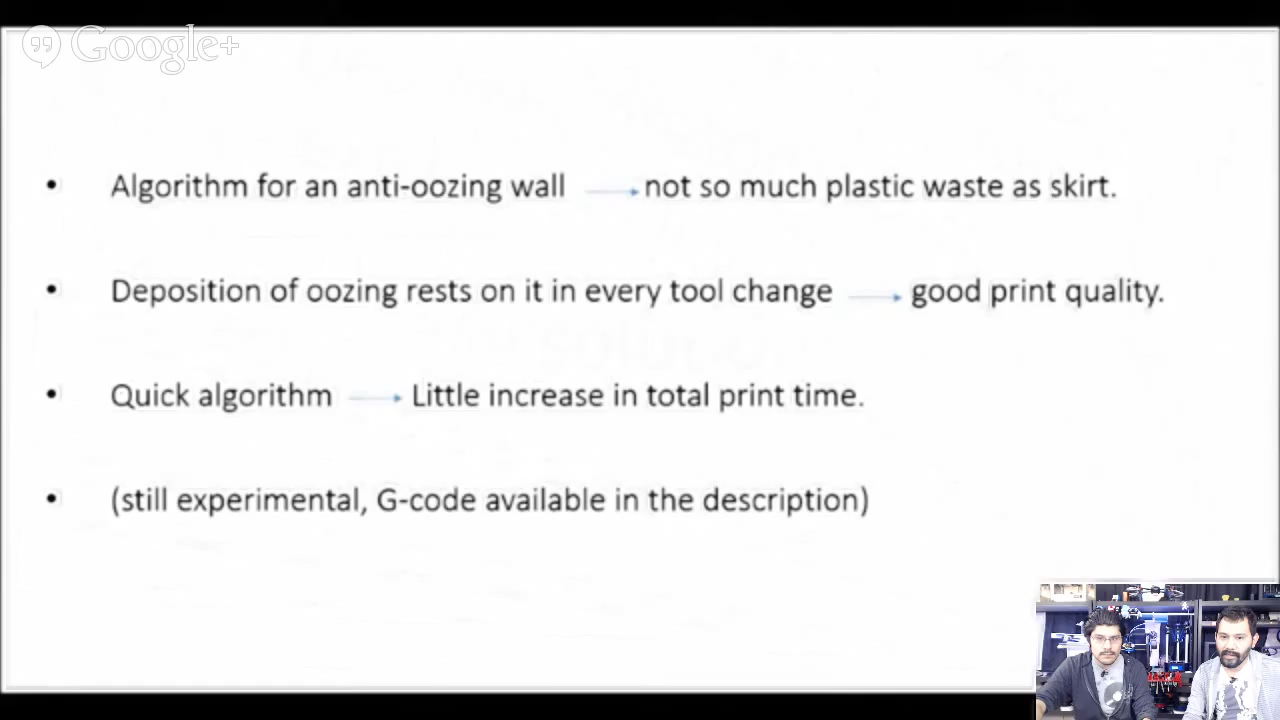 Google+
• Algorithm for an anti-oozing wall → not so much plastic waste as skirt.
• Deposition of oozing rests on it in every tool change → good print quality.
• Quick algorithm → Little increase in total print time.
• (still experimental, G-code available in the description)